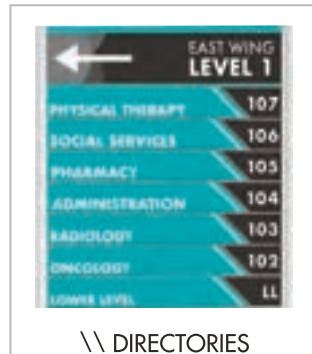 EAST WING
LEVEL 1
PHYSICAL THERAPY 107
SOCIAL SERVICES 106
PHARMACY 105
ADMINISTRATION 104
RADIOLOGY 103
ONCOLOGY 102
LOWER LEVEL LL
\\ DIRECTORIES